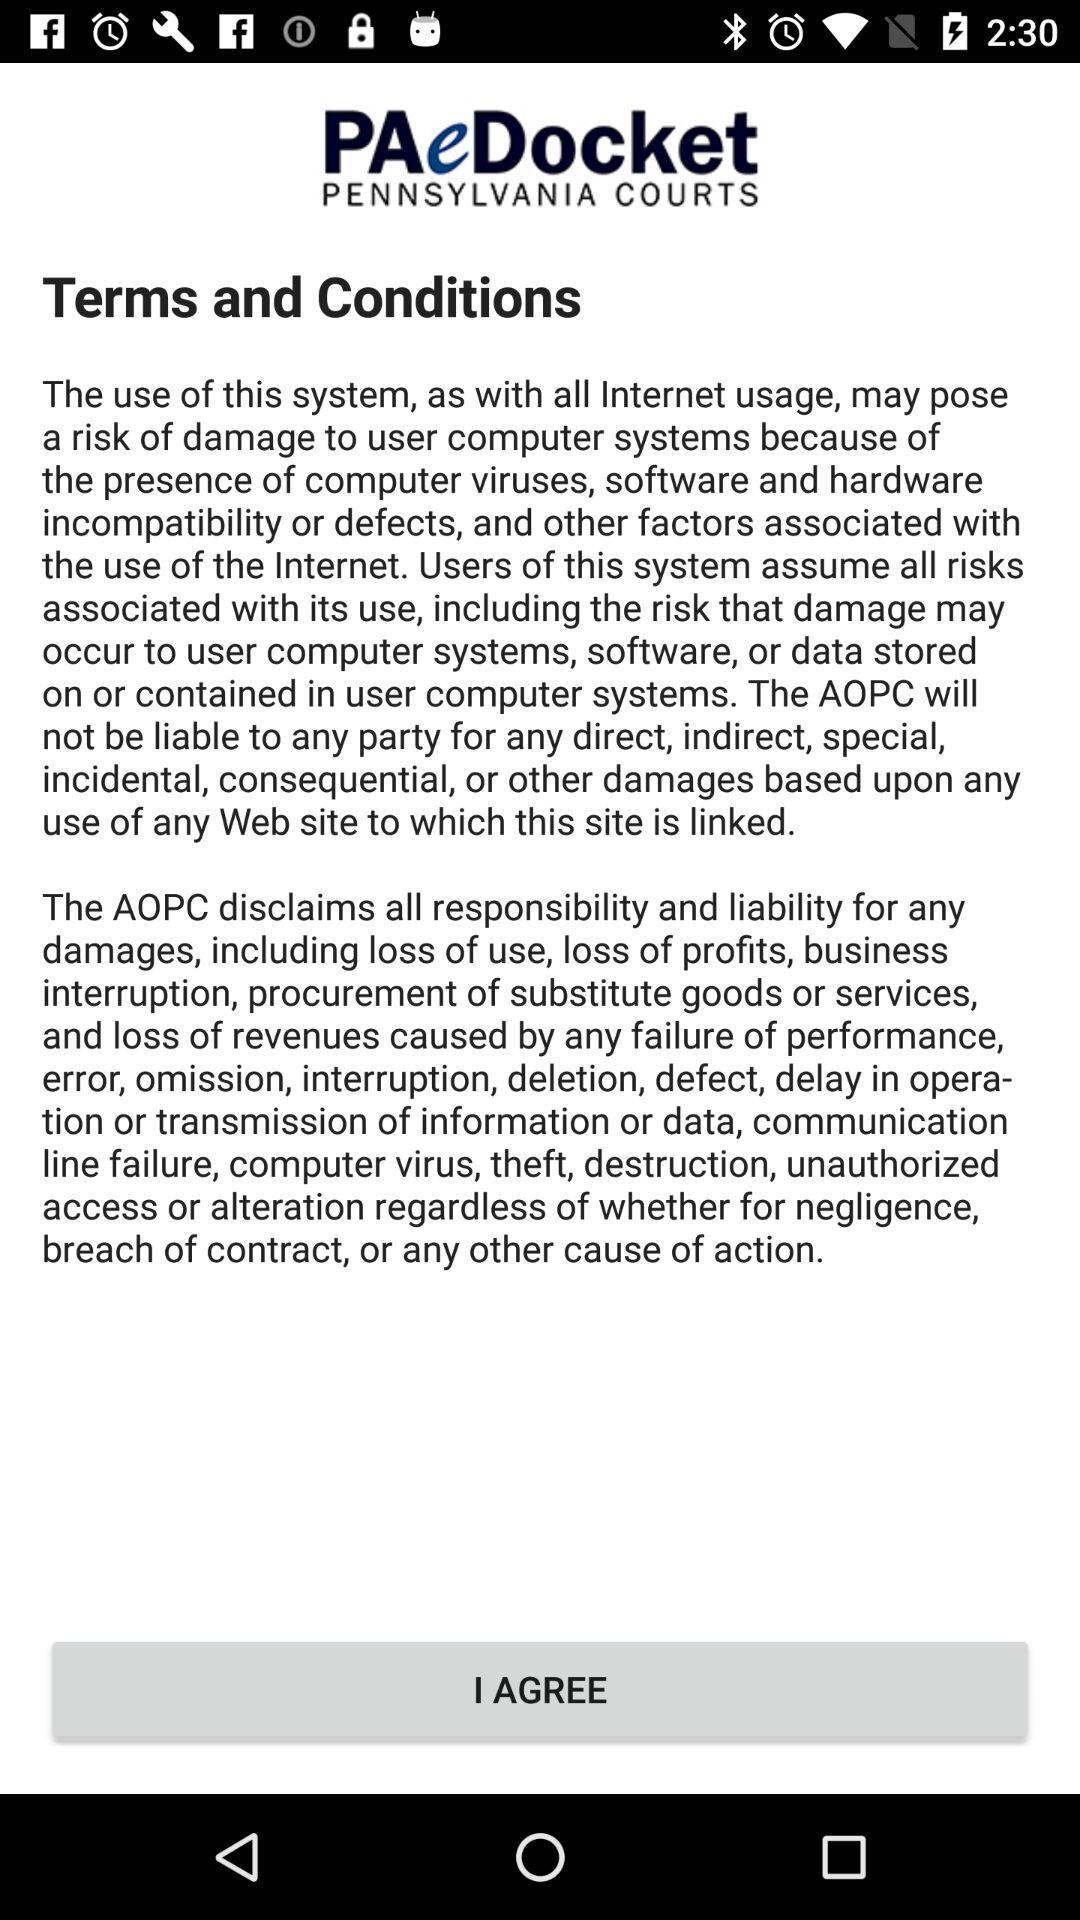 2:30
PAeDocket
PENNSYLVANIA COURTS
Terms and Conditions
The use of this system, as with all Internet usage, may pose
a risk of damage to user computer systems because of
the presence of computer viruses, software and hardware
incompatibility or defects, and other factors associated with
the use of the Internet. Users of this system assume all risks
associated with its use, including the risk that damage may
occur to user computer systems, software, or data stored
on or contained in user computer systems. The AOPC will
not be liable to any party for any direct, indirect, special,
incidental, consequential, or other damages based upon any
use of any Web site to which this site is linked.
The AOPC disclaims all responsibility and liability for any
damages, including loss of use, loss of profits, business
interruption, procurement of substitute goods or services,
and loss of revenues caused by any failure of performance,
error, omission, interruption, deletion, defect, delay in opera-
tion or transmission of information or data, communication
line failure, computer virus, theft, destruction, unauthorized
access or alteration regardless of whether for negligence,
breach of contract, or any other cause of action.
I AGREE